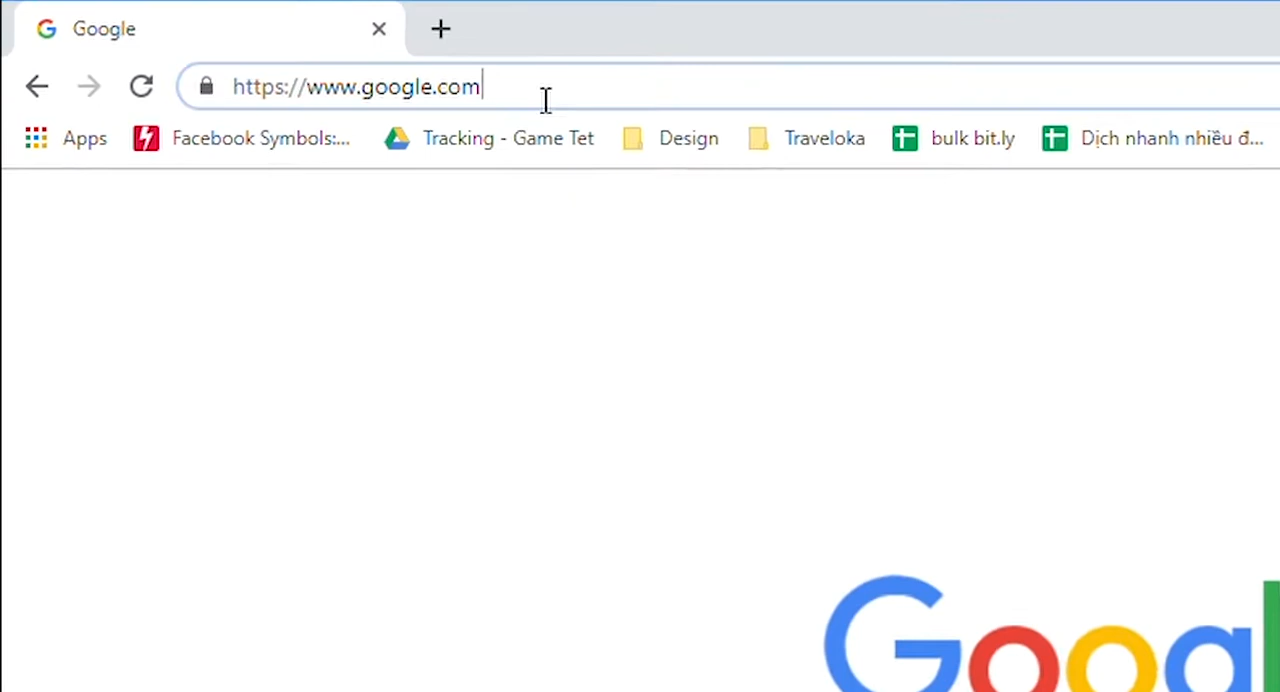 Google
https://www.google.com
Apps Facebook Symbols:... Tracking - Game Tet Design Traveloka bulk bit.ly Dịch nhanh nhiều đ...
Googl